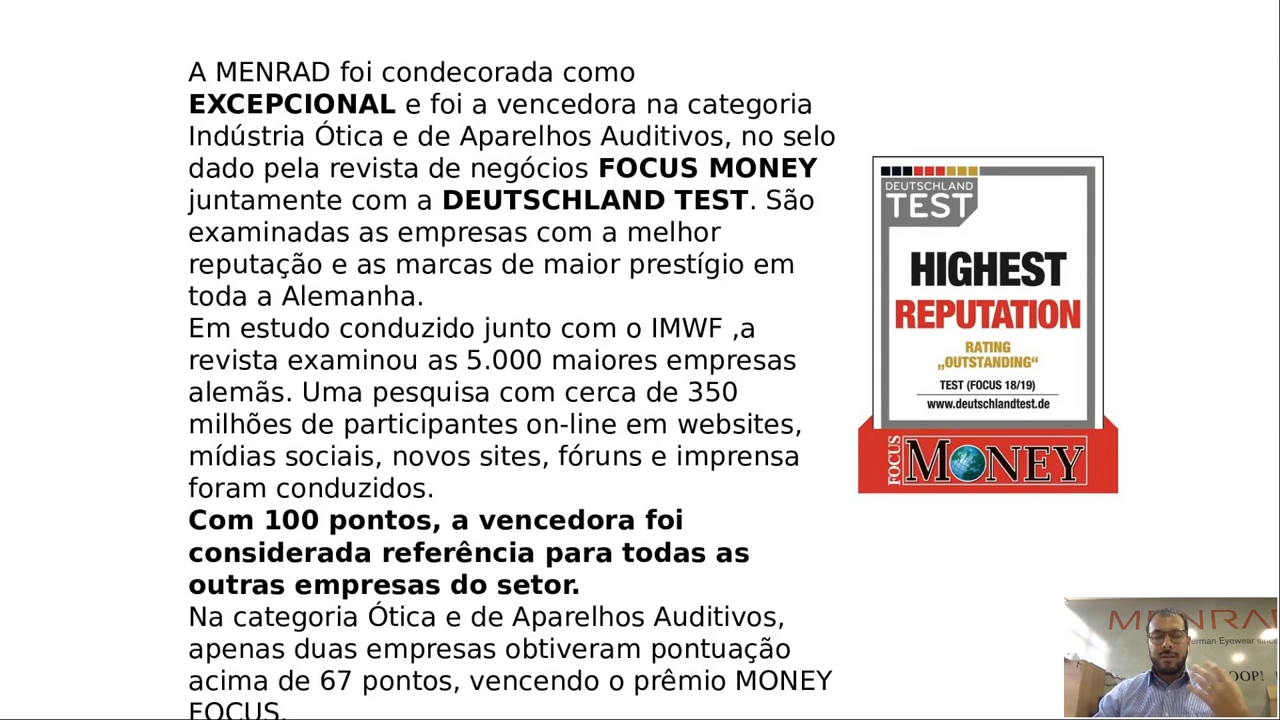 A MENRAD foi condecorada como
EXCEPCIONAL e foi a vencedora na categoria
Indústria Ótica e de Aparelhos Auditivos, no selo
dado pela revista de negócios FOCUS MONEY
juntamente com a DEUTSCHLAND TEST. São
examinadas as empresas com a melhor
reputação e as marcas de maior prestígio em
toda a Alemanha.
Em estudo conduzido junto com o IMWF ,a
revista examinou as 5.000 maiores empresas
alemãs. Uma pesquisa com cerca de 350
milhões de participantes on-line em websites,
mídias sociais, novos sites, fóruns e imprensa
foram conduzidos.
Com 100 pontos, a vencedora foi
considerada referência para todas as
outras empresas do setor.
Na categoria Ótica e de Aparelhos Auditivos,
apenas duas empresas obtiveram pontuação
acima de 67 pontos, vencendo o prêmio MONEY
FOCUS.
DEUTSCHLAND
TEST
HIGHEST
REPUTATION
RATING
„OUTSTANDING“
TEST (FOCUS 18/19)
www.deutschlandtest.de
FOCUS MONEY
MENRA
erman Eyewear since
OOP!